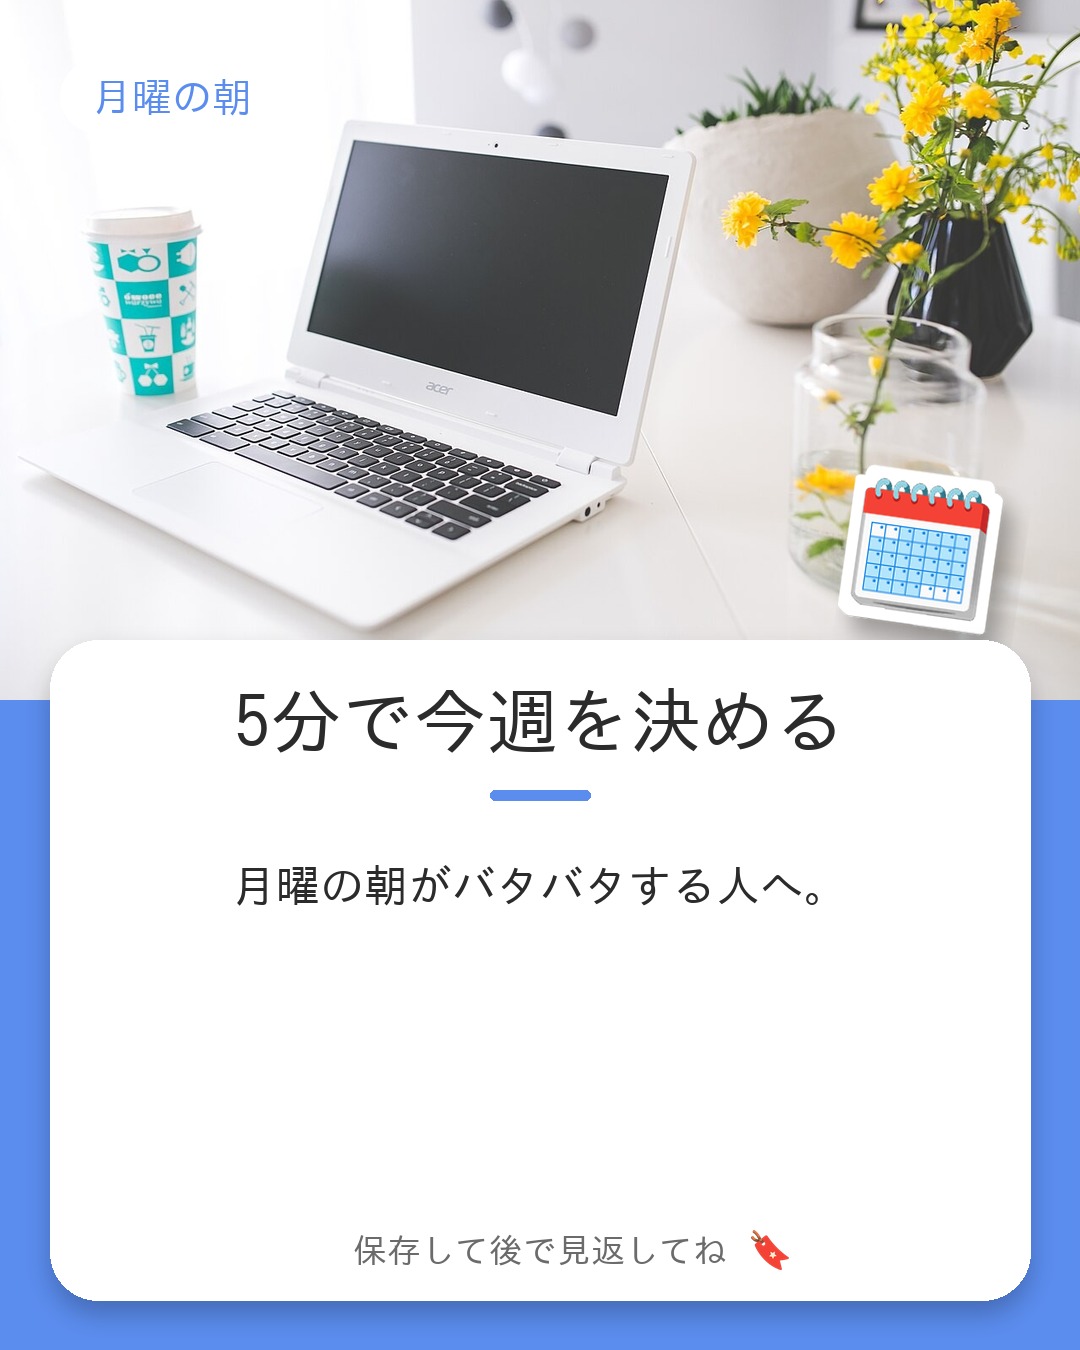 月曜の朝
acer
5分で今週を決める
月曜の朝がバタバタする人へ。
保存して後で見返してね